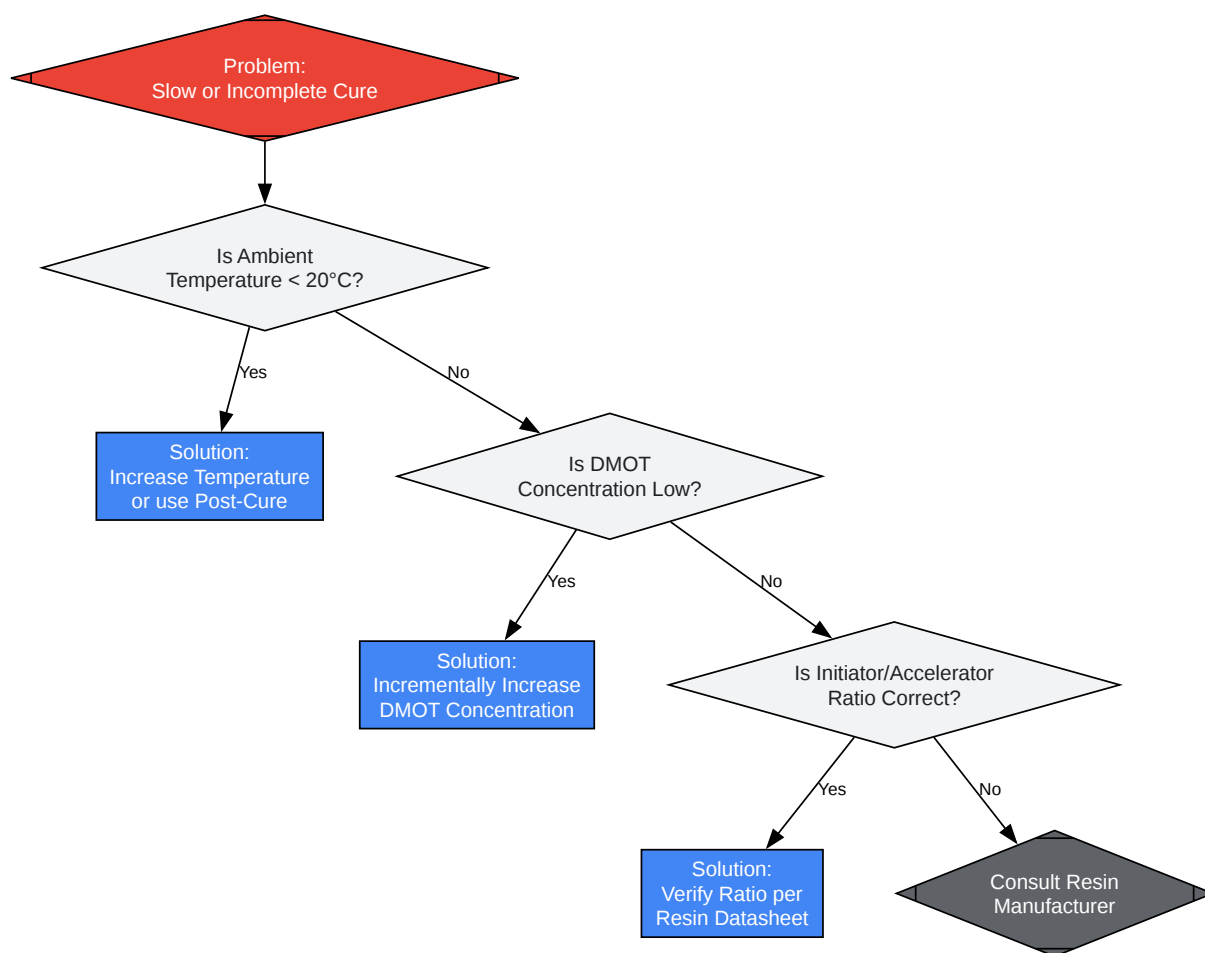 Problem:
Slow or Incomplete Cure
Is Ambient
Temperature < 20°C?
Yes
No
Solution:
Increase Temperature
or use Post-Cure
Is DMOT
Concentration Low?
Yes
No
Solution:
Incrementally Increase
DMOT Concentration
Is Initiator/Accelerator
Ratio Correct?
Yes
No
Solution:
Verify Ratio per
Resin Datasheet
Consult Resin
Manufacturer